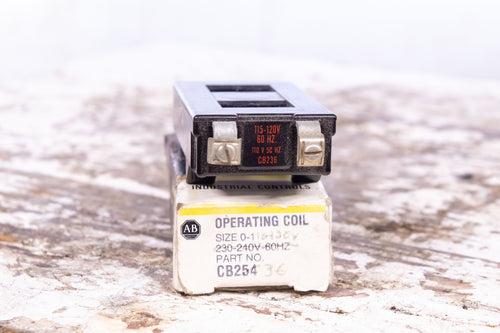 115-120V
60 HZ
110 V 50 HZ
CB236
INDUSTRIAL CONTROLS
AB
OPERATING COIL
SIZE 0-1
230-240V-60HZ
PART NO.
CB254 36